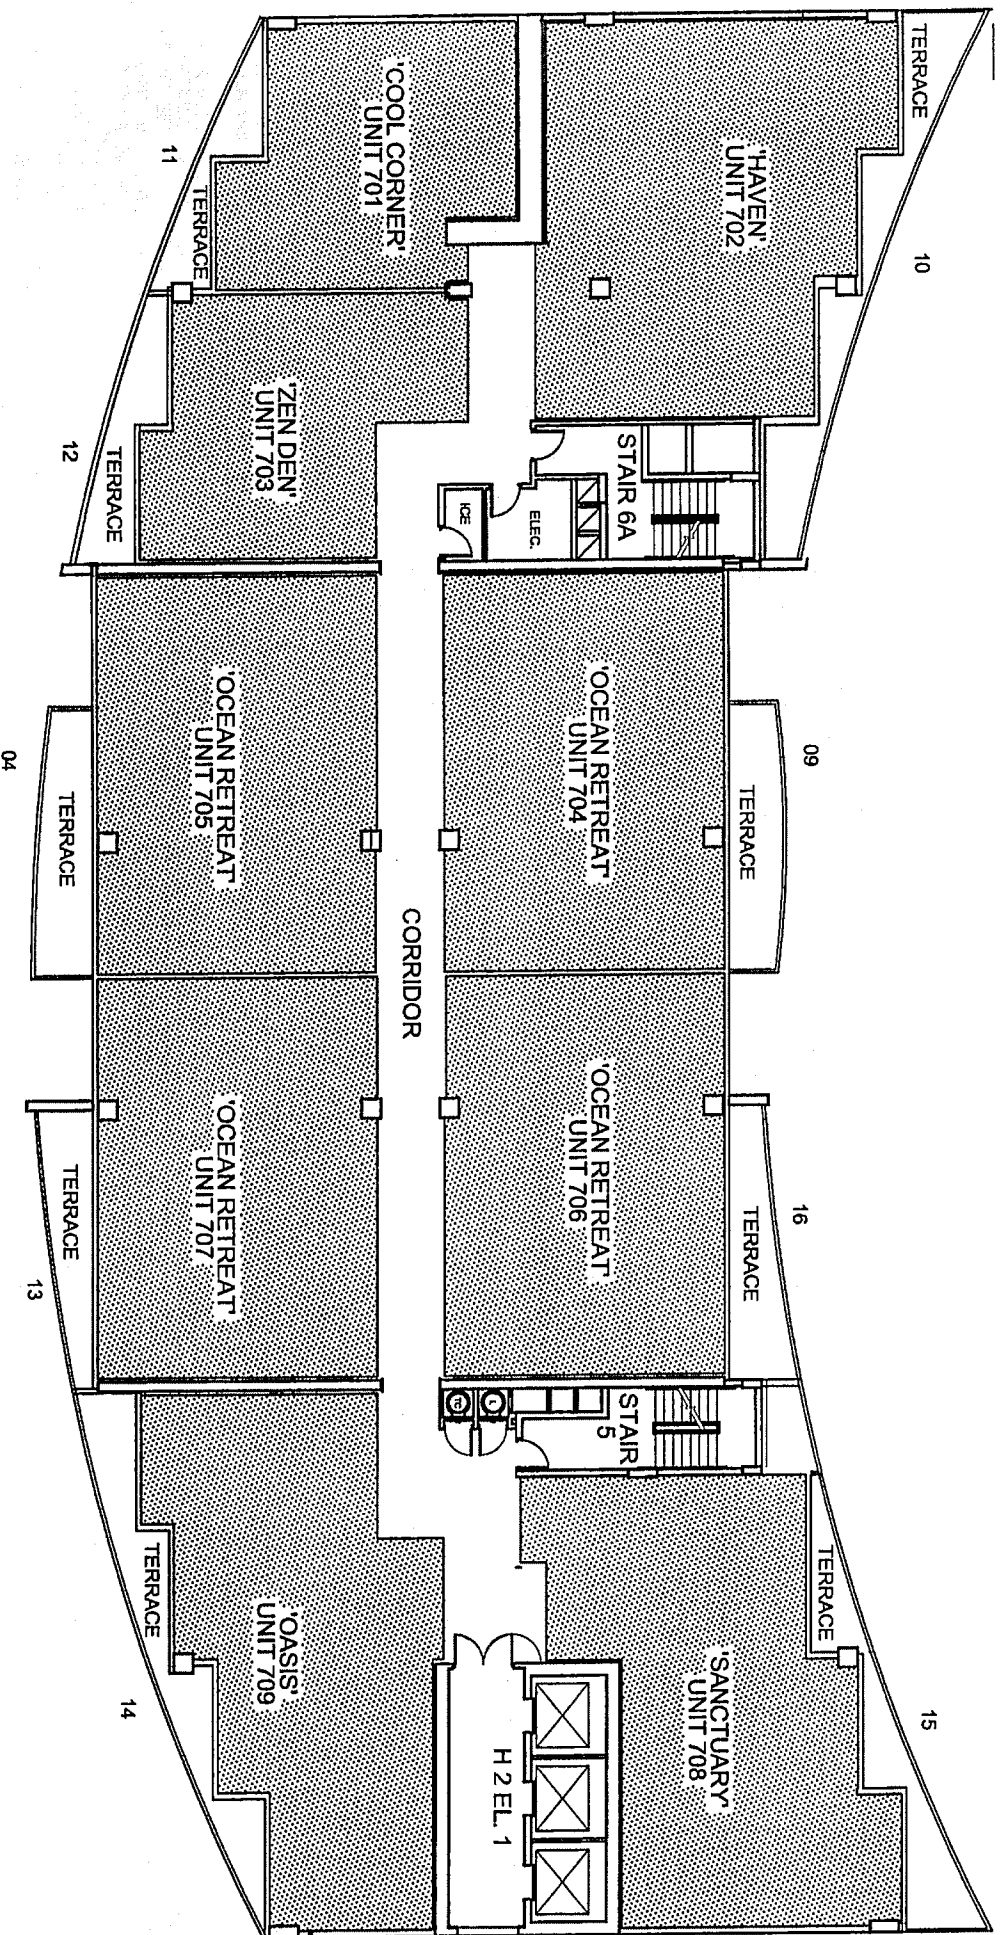 TERRACE
10
'HAVEN'
UNIT 702
'COOL CORNER'
UNIT 701
11
TERRACE
'ZEN DEN'
UNIT 703
12
TERRACE
STAIR 6A
ELEC.
ICE
'OCEAN RETREAT'
UNIT 704
'OCEAN RETREAT'
UNIT 705
09
TERRACE
04
TERRACE
CORRIDOR
'OCEAN RETREAT'
UNIT 706
'OCEAN RETREAT'
UNIT 707
16
TERRACE
TERRACE
13
STAIR
5
TERRACE
15
'SANCTUARY'
UNIT 708
TERRACE
'OASIS'
UNIT 709
14
H 2 EL. 1